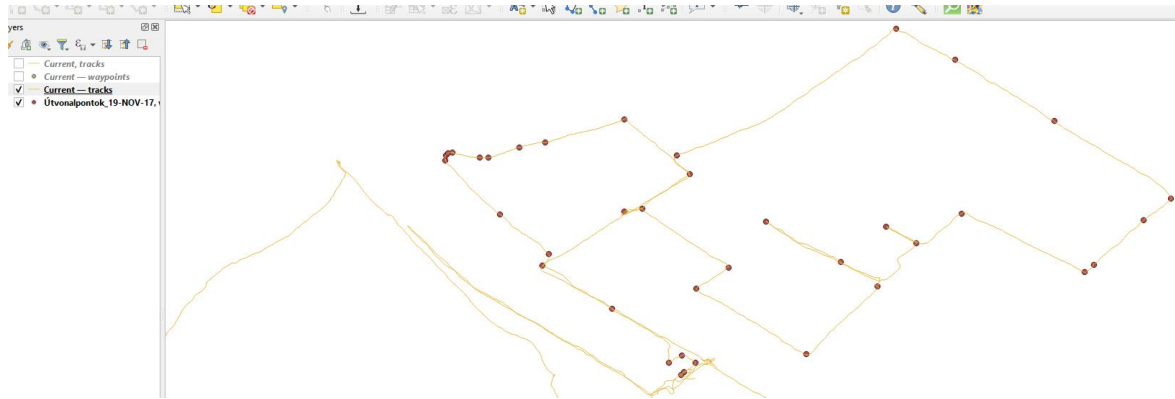 yers
Current, tracks
Current — waypoints
Current — tracks
Útvonalpontok_19-NOV-17,